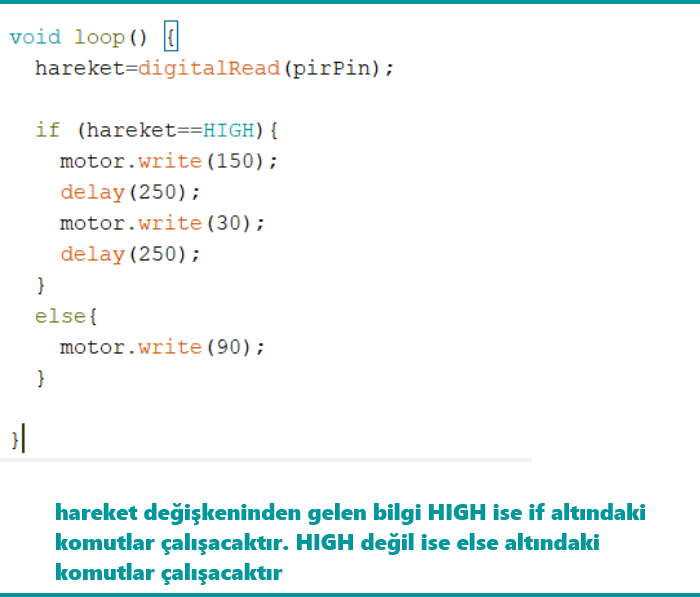 void loop() {
hareket=digitalRead(pirPin);
if (hareket==HIGH){
motor.write(150);
delay(250);
motor.write(30);
delay(250);
}
else{
motor.write(90);
}
}
hareket değişkeninden gelen bilgi HIGH ise if altındaki
komutlar çalışacaktır. HIGH değil ise else altındaki
komutlar çalışacaktır